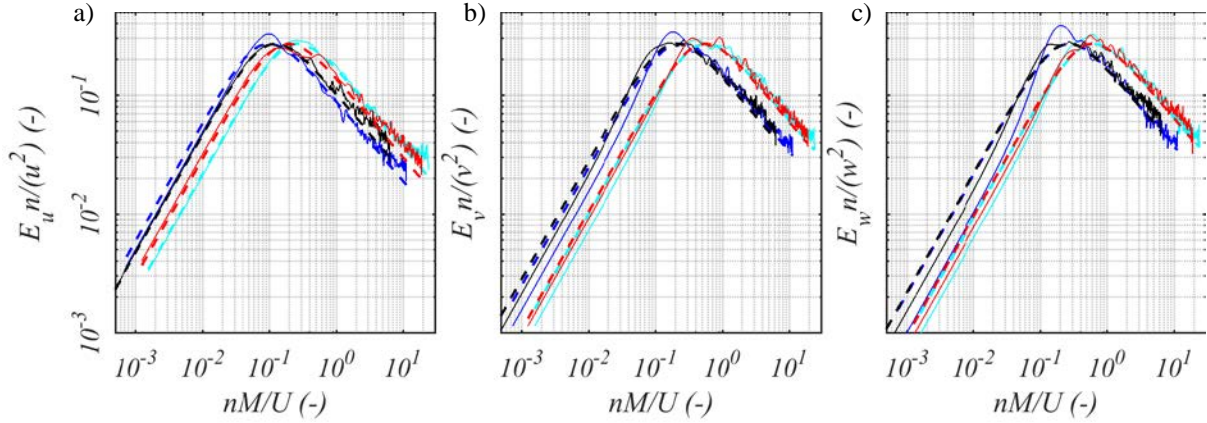 a)
b)
c)
E_u n/(u^2) (-)
10^-1
10^-2
10^-3
10^-3 10^-2 10^-1 10^0 10^1
nM/U (-)
E_v n/(v^2) (-)
10^-3 10^-2 10^-1 10^0 10^1
nM/U (-)
E_w n/(w^2) (-)
10^-3 10^-2 10^-1 10^0 10^1
nM/U (-)